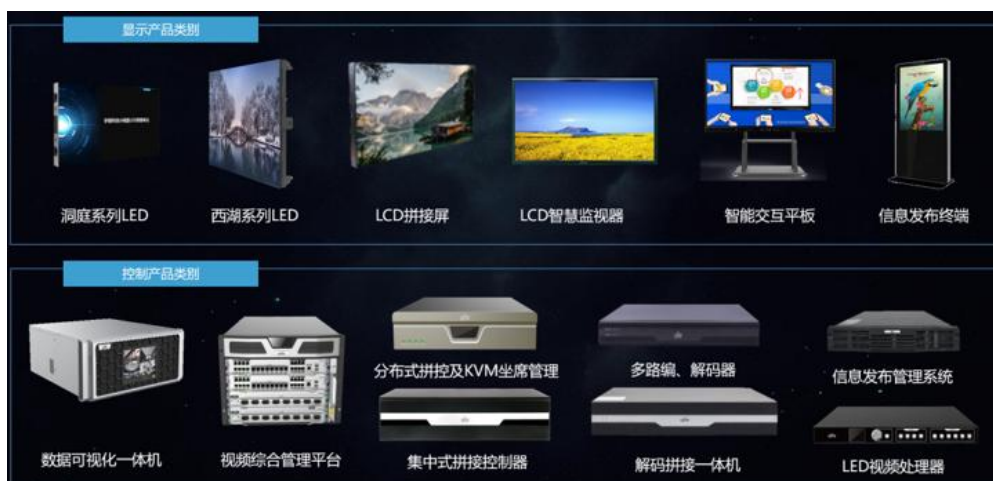 显示产品类别
洞庭系列LED
西湖系列LED
LCD拼接屏
LCD智慧监视器
智能交互平板
信息发布终端
控制产品类别
数据可视化一体机
视频综合管理平台
分布式拼控及KVM坐席管理
集中式拼接控制器
多路编、解码器
解码拼接一体机
信息发布管理系统
LED视频处理器